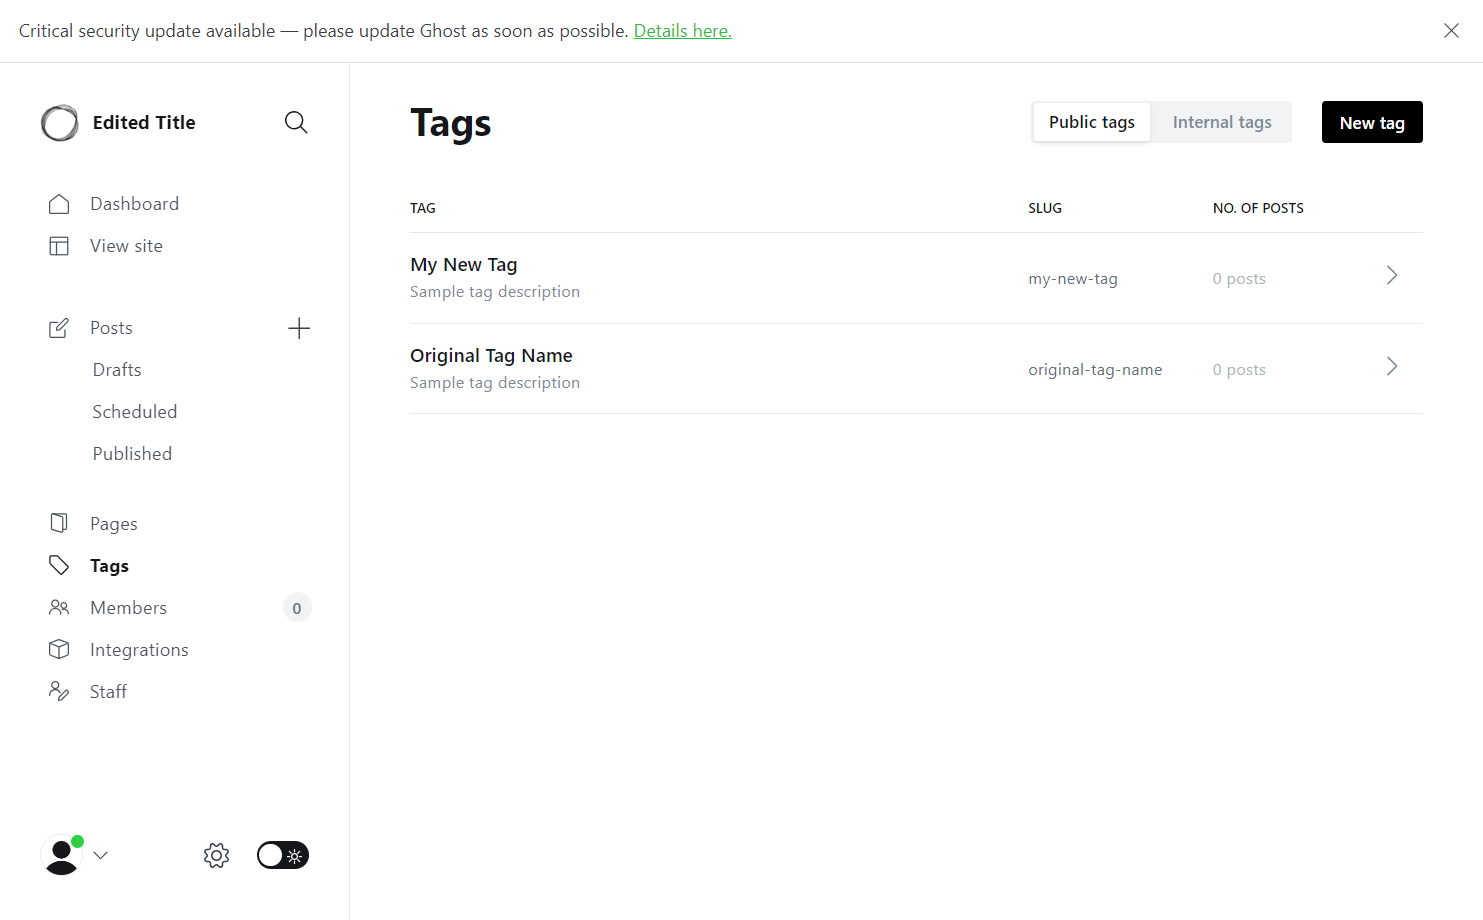 Critical security update available — please update Ghost as soon as possible. Details here.
Edited Title
Dashboard
View site
Posts
Drafts
Scheduled
Published
Pages
Tags
Members 0
Integrations
Staff
Tags
Public tags Internal tags New tag
TAG SLUG NO. OF POSTS
My New Tag
Sample tag description
my-new-tag 0 posts
Original Tag Name
Sample tag description
original-tag-name 0 posts